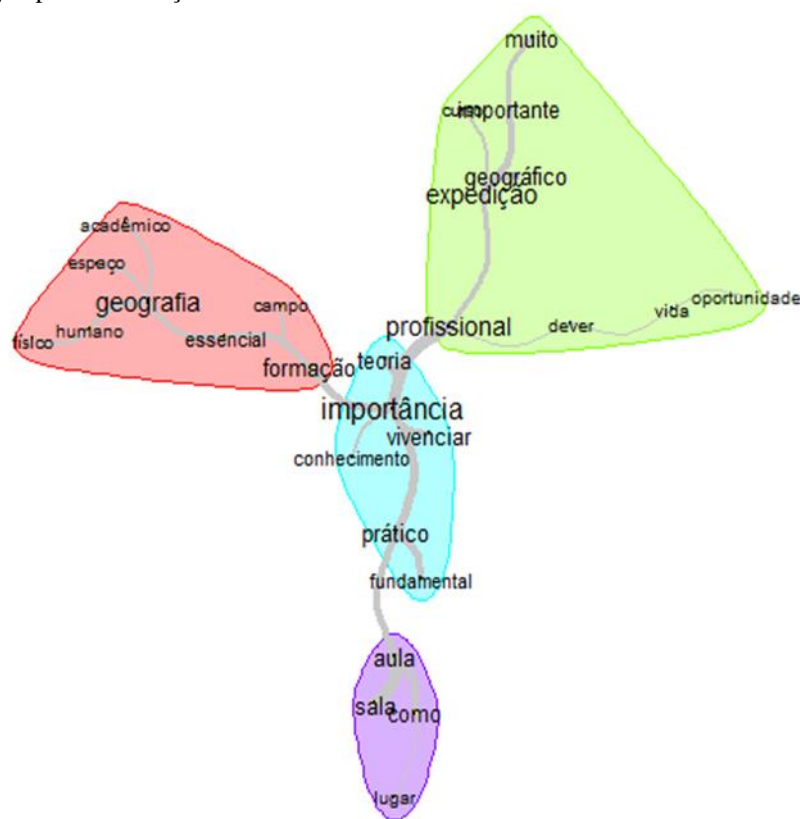 muito
importante
geográfico
expedição
acadêmico
espaço
geografia
campo
humano
físico
essencial
formação
oportunidade
vida
dever
profissional
teoria
importância
vivenciar
conhecimento
prático
fundamental
aula
sala
como
lugar